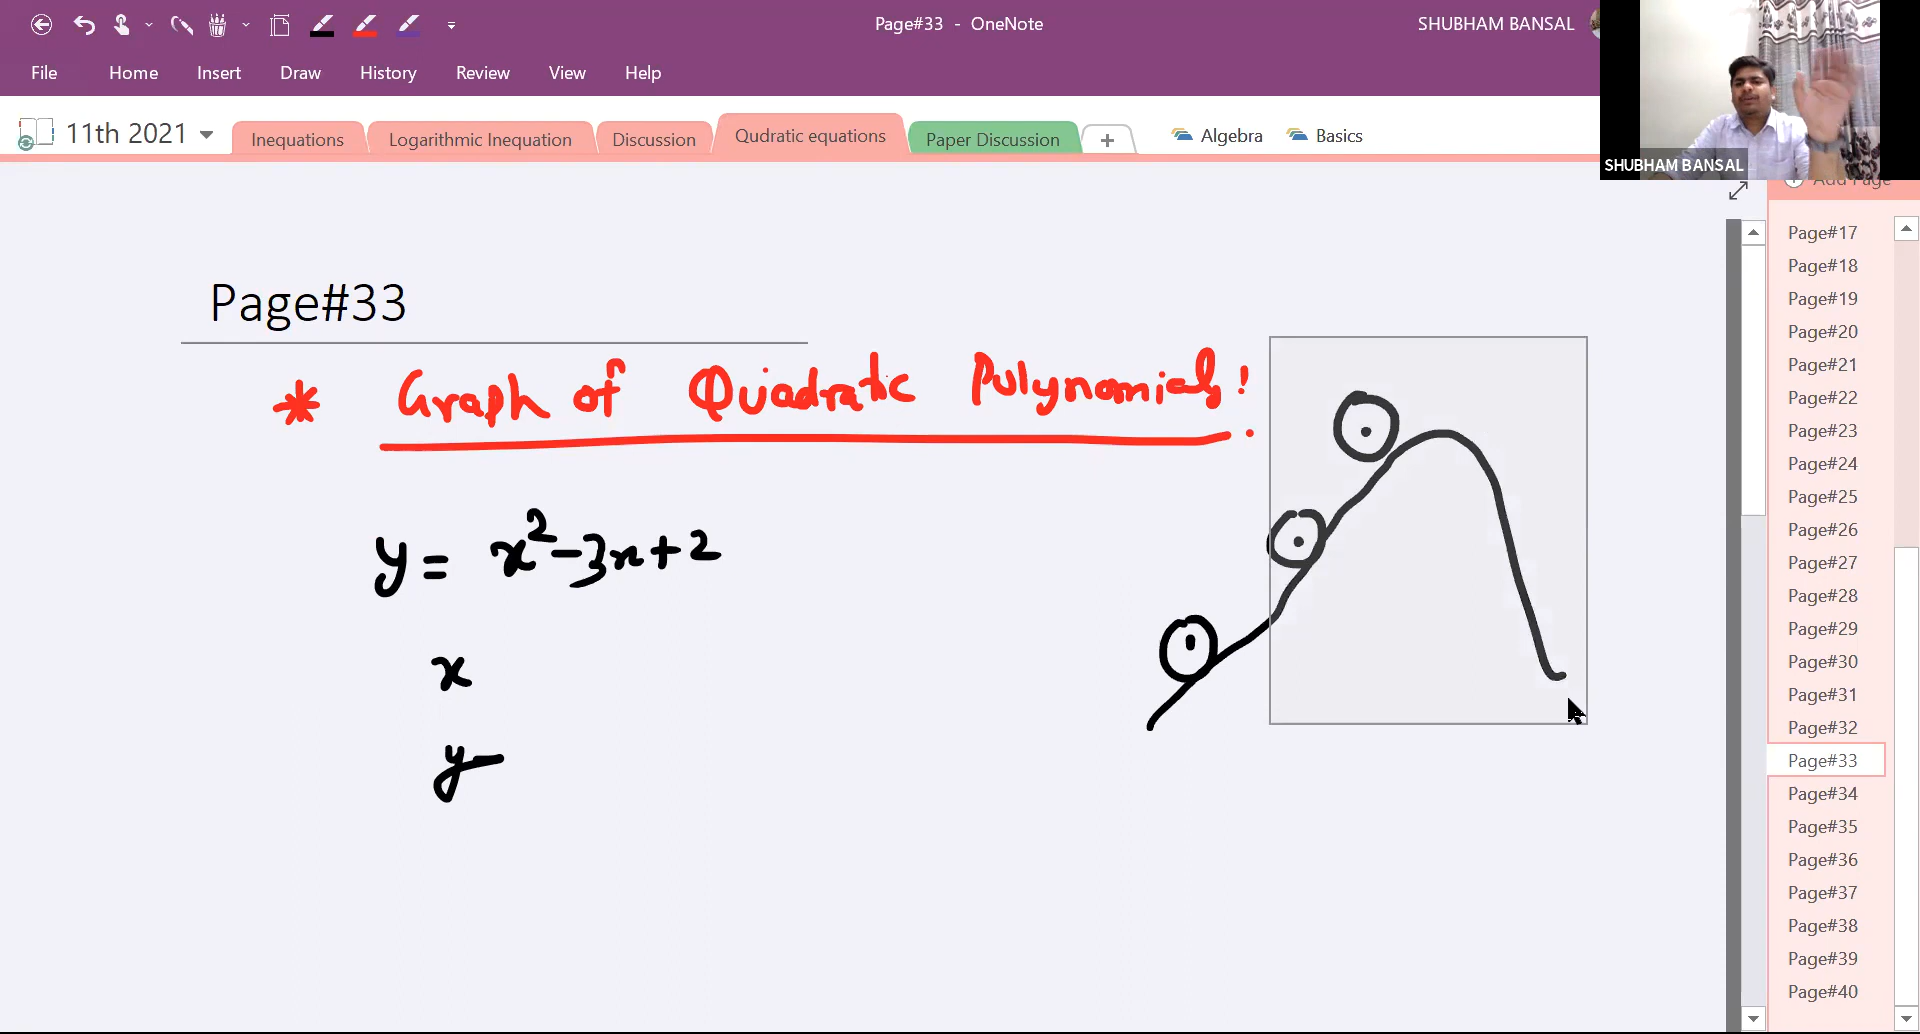 Page#33 - OneNote
SHUBHAM BANSAL
File Home Insert Draw History Review View Help
11th 2021
Inequations
Logarithmic Inequation
Discussion
Qudratic equations
Paper Discussion
+
Algebra
Basics
SHUBHAM BANSAL
Add Page
Page#33
* Graph of Quadratic Polynomials:
y = x²-3x+2
x
y
Page#17
Page#18
Page#19
Page#20
Page#21
Page#22
Page#23
Page#24
Page#25
Page#26
Page#27
Page#28
Page#29
Page#30
Page#31
Page#32
Page#33
Page#34
Page#35
Page#36
Page#37
Page#38
Page#39
Page#40